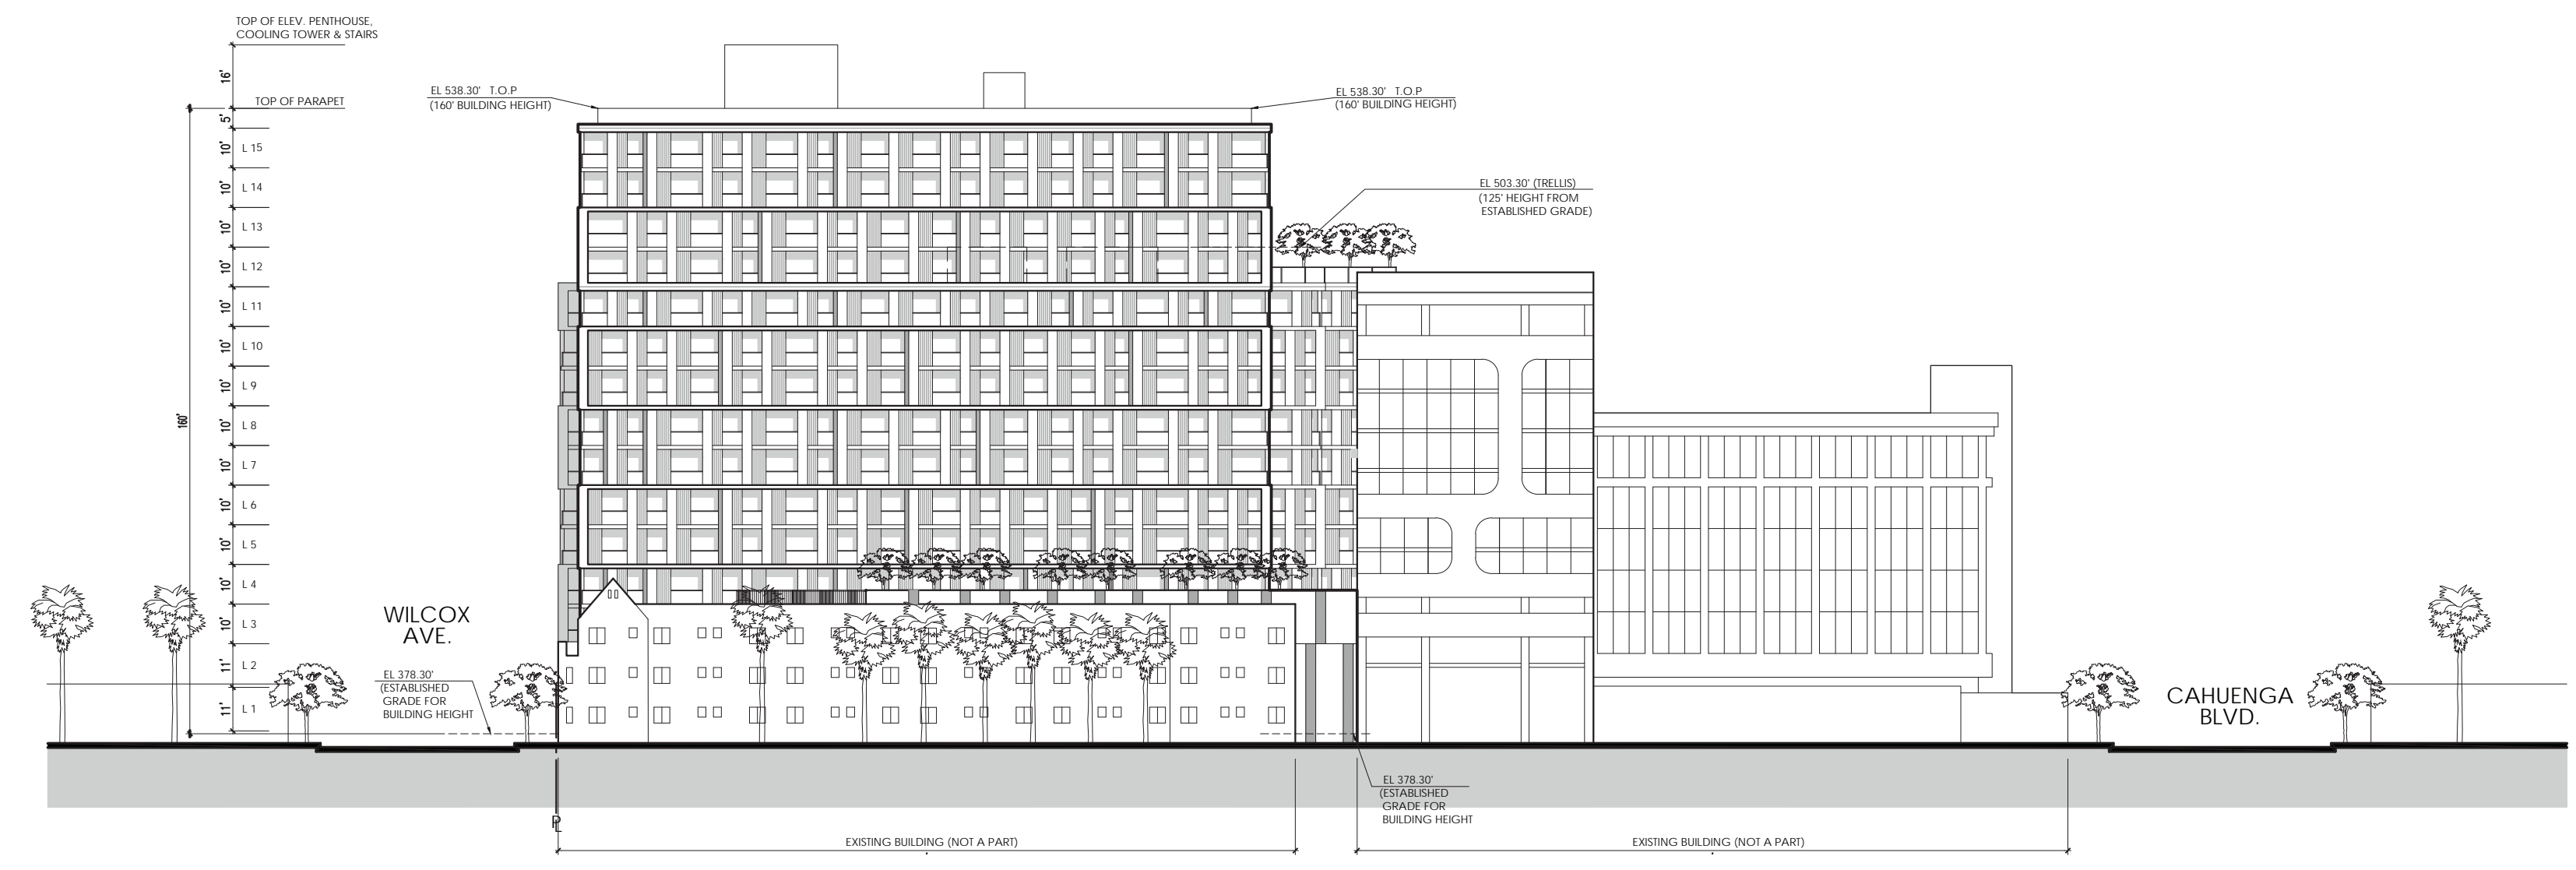 TOP OF ELEV. PENTHOUSE,
COOLING TOWER & STAIRS
16'
TOP OF PARAPET
5'
160'
10' L 15
10' L 14
10' L 13
10' L 12
10' L 11
10' L 10
10' L 9
10' L 8
10' L 7
10' L 6
10' L 5
10' L 4
10' L 3
11' L 2
11' L 1
EL 538.30' T.O.P
(160' BUILDING HEIGHT)
EL 538.30' T.O.P
(160' BUILDING HEIGHT)
EL 503.30' (TRELLIS)
(125' HEIGHT FROM
ESTABLISHED GRADE)
WILCOX
AVE.
EL 378.30'
(ESTABLISHED
GRADE FOR
BUILDING HEIGHT
CAHUENGA
BLVD.
EL 378.30'
(ESTABLISHED
GRADE FOR
BUILDING HEIGHT
PL
EXISTING BUILDING (NOT A PART)
EXISTING BUILDING (NOT A PART)